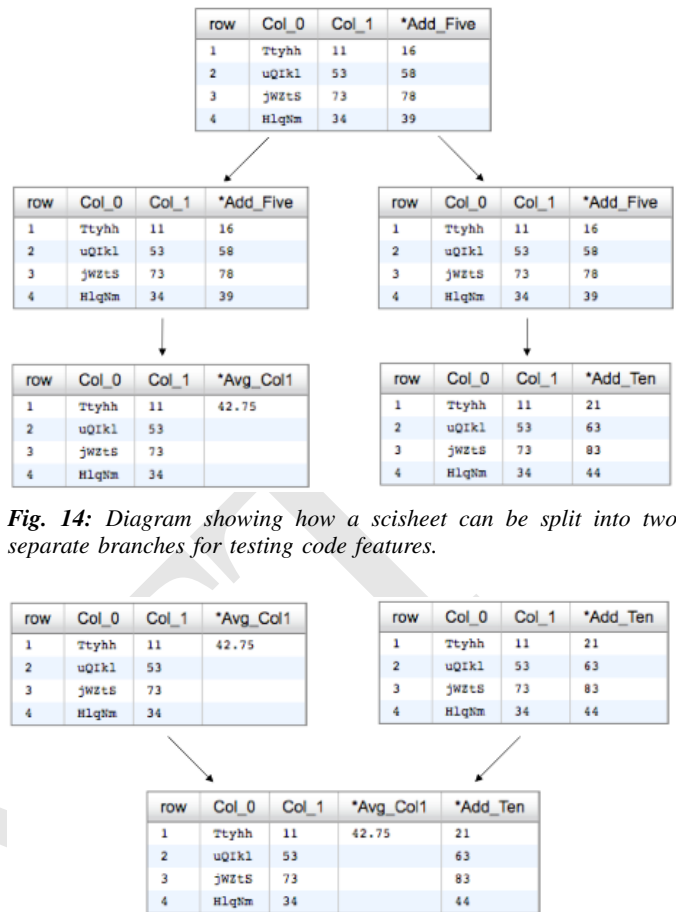 row Col_0 Col_1 *Add_Five
1 Ttyhh 11 16
2 uQIkl 53 58
3 jWZtS 73 78
4 HlqNm 34 39
row Col_0 Col_1 *Add_Five
1 Ttyhh 11 16
2 uQIkl 53 58
3 jWZtS 73 78
4 HlqNm 34 39
row Col_0 Col_1 *Add_Five
1 Ttyhh 11 16
2 uQIkl 53 58
3 jWZtS 73 78
4 HlqNm 34 39
row Col_0 Col_1 *Avg_Col1
1 Ttyhh 11 42.75
2 uQIkl 53
3 jWZtS 73
4 HlqNm 34
row Col_0 Col_1 *Add_Ten
1 Ttyhh 11 21
2 uQIkl 53 63
3 jWZtS 73 83
4 HlqNm 34 44
Fig. 14: Diagram showing how a scisheet can be split into two
separate branches for testing code features.
row Col_0 Col_1 *Avg_Col1
1 Ttyhh 11 42.75
2 uQIkl 53
3 jWZtS 73
4 HlqNm 34
row Col_0 Col_1 *Add_Ten
1 Ttyhh 11 21
2 uQIkl 53 63
3 jWZtS 73 83
4 HlqNm 34 44
row Col_0 Col_1 *Avg_Col1 *Add_Ten
1 Ttyhh 11 42.75 21
2 uQIkl 53 63
3 jWZtS 73 83
4 HlqNm 34 44